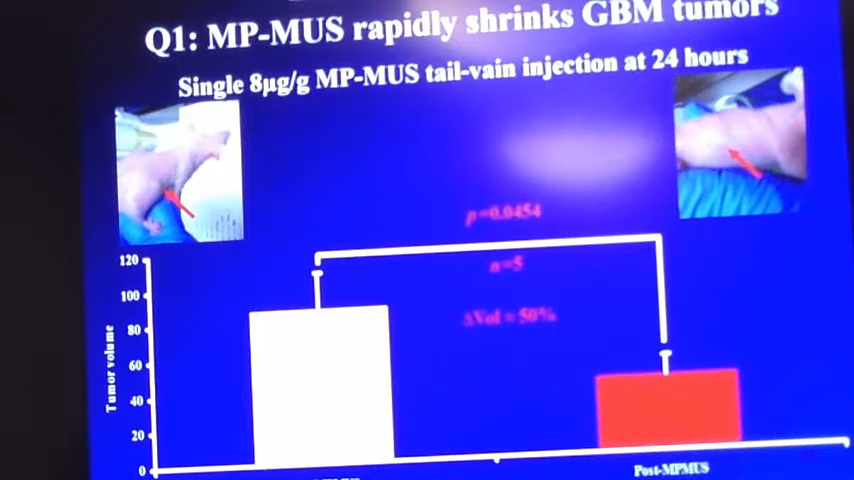 Q1: MP-MUS rapidly shrinks GBM tumors
Single 8μg/g MP-MUS tail-vain injection at 24 hours
p=0.0454
n=5
ΔVol = 50%
120
100
80
60
40
20
0
Tumor volume
Post-MPMUS